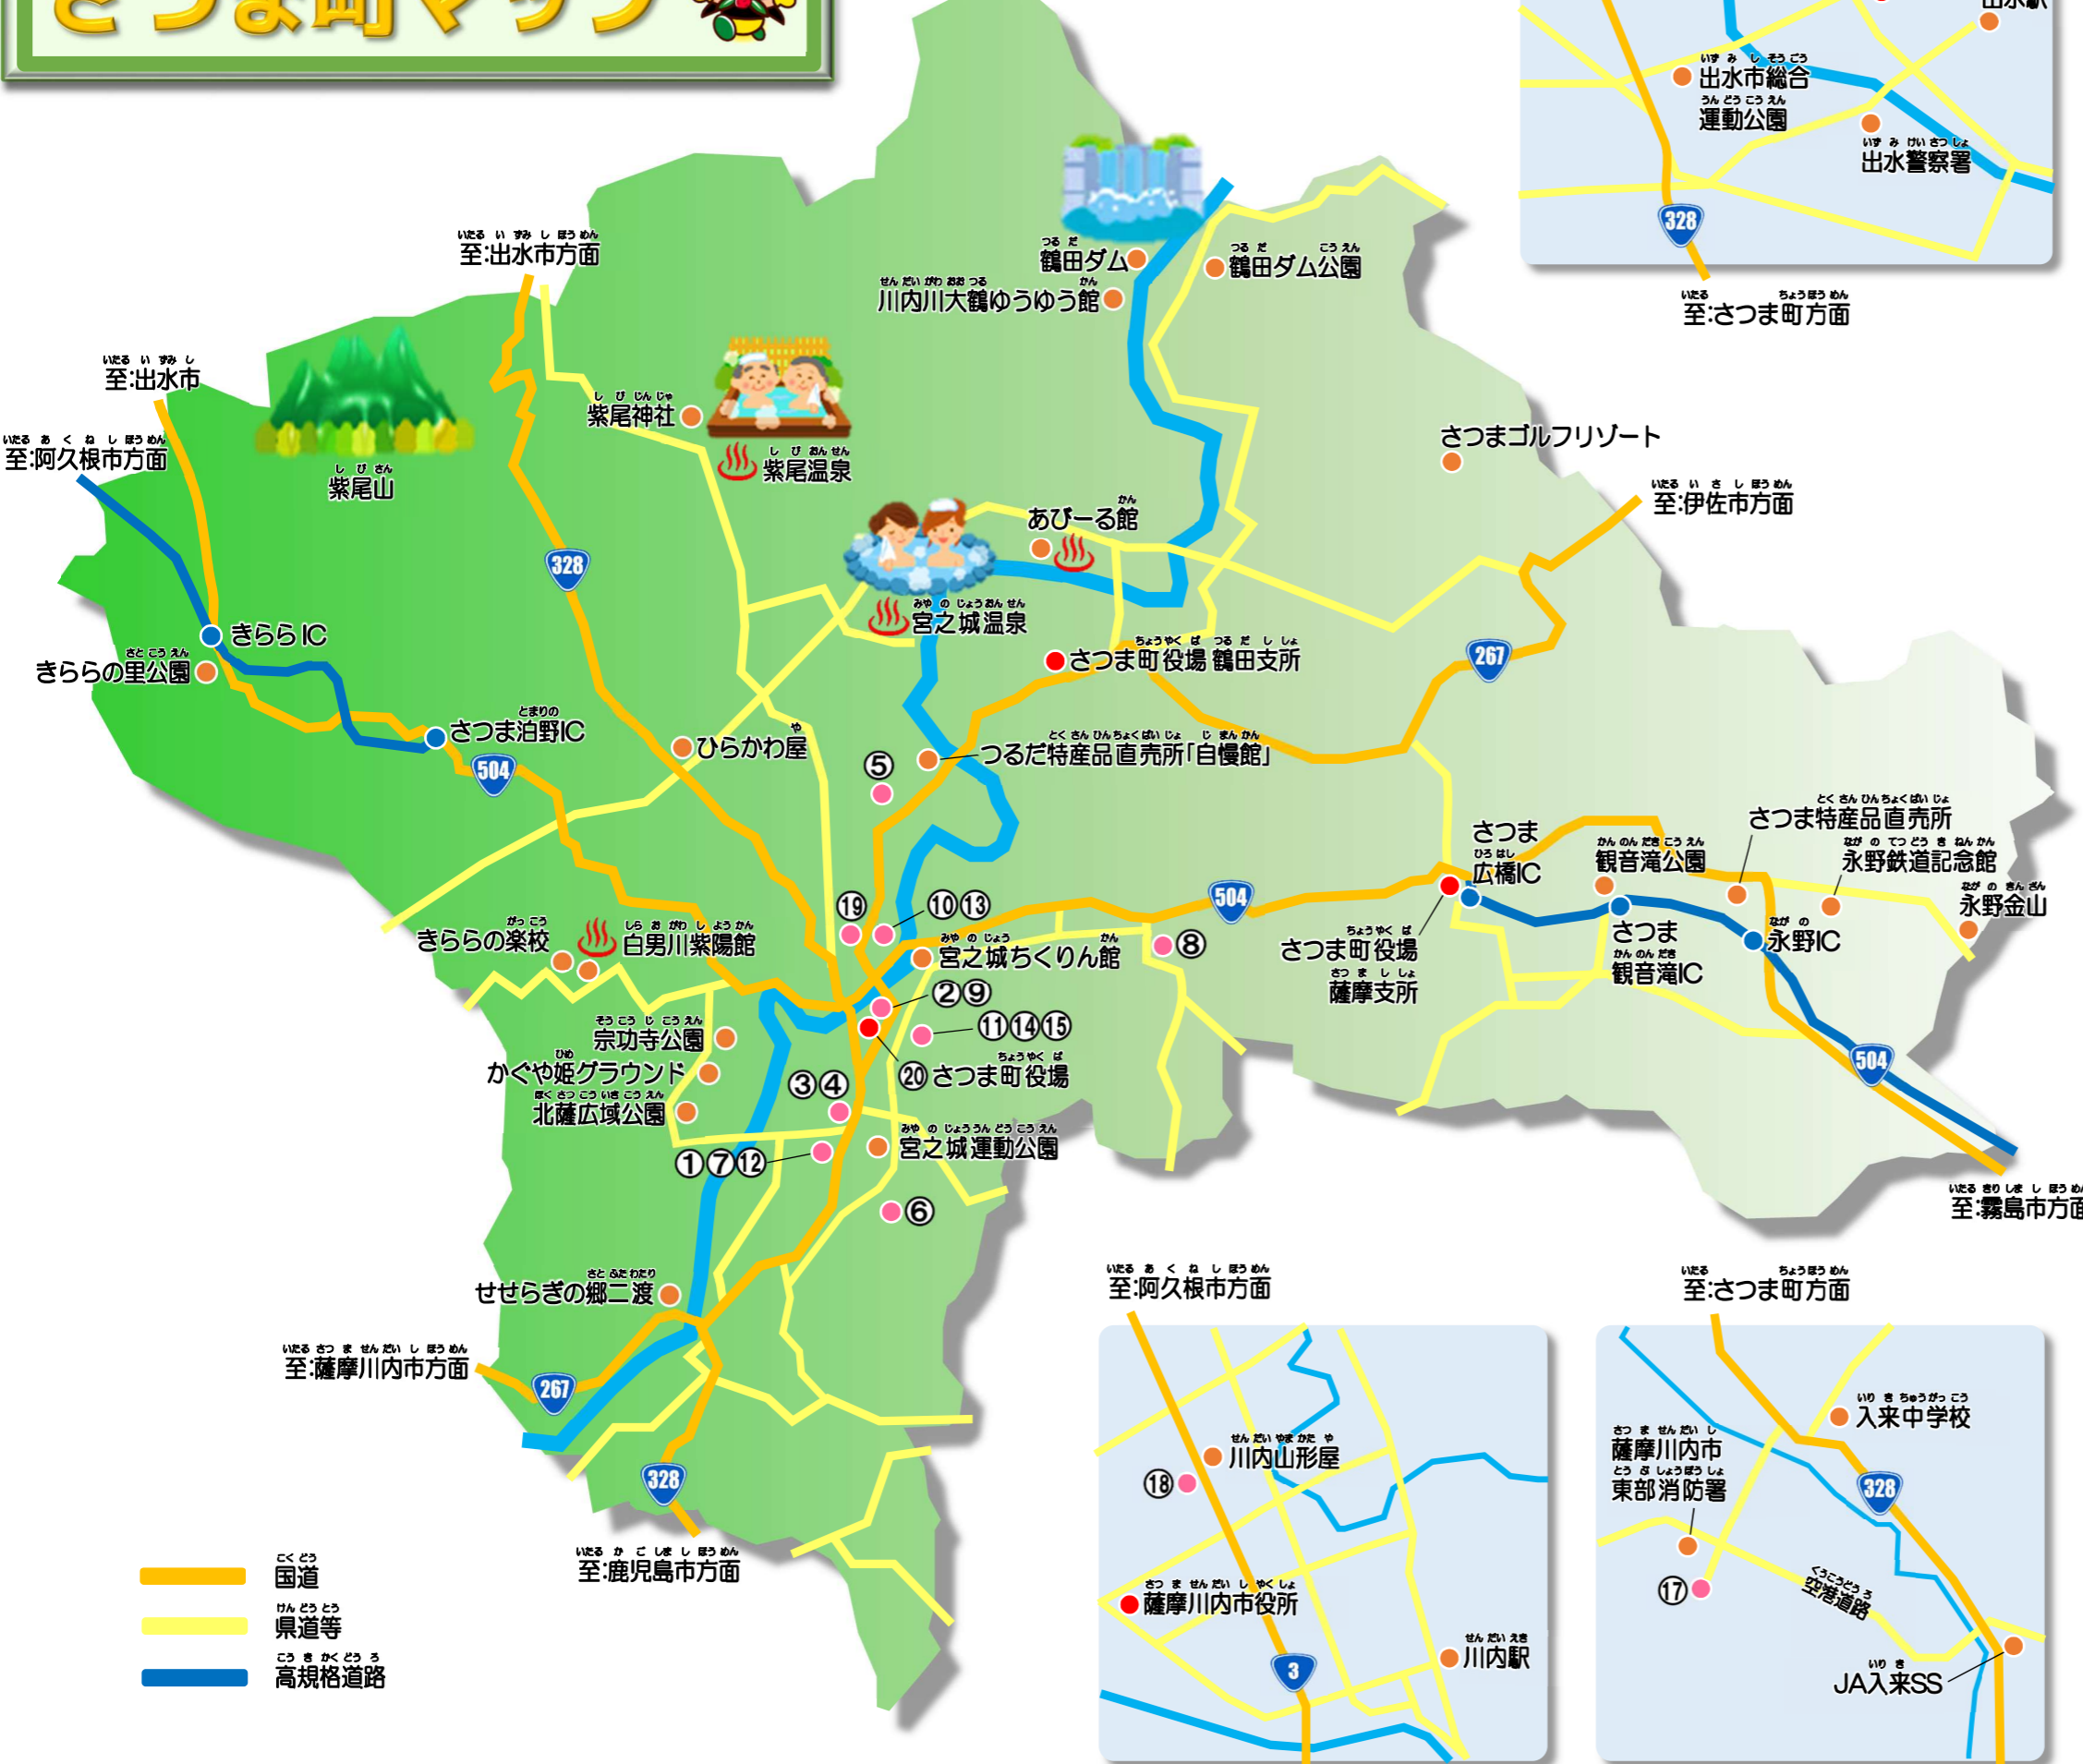 さつま町マップ
出水駅
出水市総合
運動公園
出水警察署
328
至:さつま町方面
至:出水市方面
鶴田ダム
鶴田ダム公園
川内川大鶴ゆうゆう館
至:出水市
至:阿久根市方面
紫尾山
紫尾神社
紫尾温泉
さつまゴルフリゾート
至:伊佐市方面
あびーる館
328
宮之城温泉
きららIC
きららの里公園
さつま町役場 鶴田支所
267
さつま泊野IC
504
ひらかわ屋
つるだ特産品直売所「自慢館」
⑤
さつま
広橋IC
観音滝公園
さつま特産品直売所
永野鉄道記念館
永野金山
504
⑲
⑩⑬
きららの楽校
白男川紫陽館
宮之城ちくりん館
⑧
さつま町役場
薩摩支所
さつま
観音滝IC
永野IC
②⑨
⑪⑭⑮
宗功寺公園
かぐや姫グラウンド
北薩広域公園
⑳さつま町役場
③④
504
宮之城運動公園
①⑦⑫
⑥
至:霧島市方面
せせらぎの郷二渡
至:薩摩川内市方面
267
328
至:鹿児島市方面
国道
県道等
高規格道路
至:阿久根市方面
川内山形屋
⑱
薩摩川内市役所
川内駅
3
至:さつま町方面
入来中学校
薩摩川内市
東部消防署
328
⑰
空港道路
JA入来SS